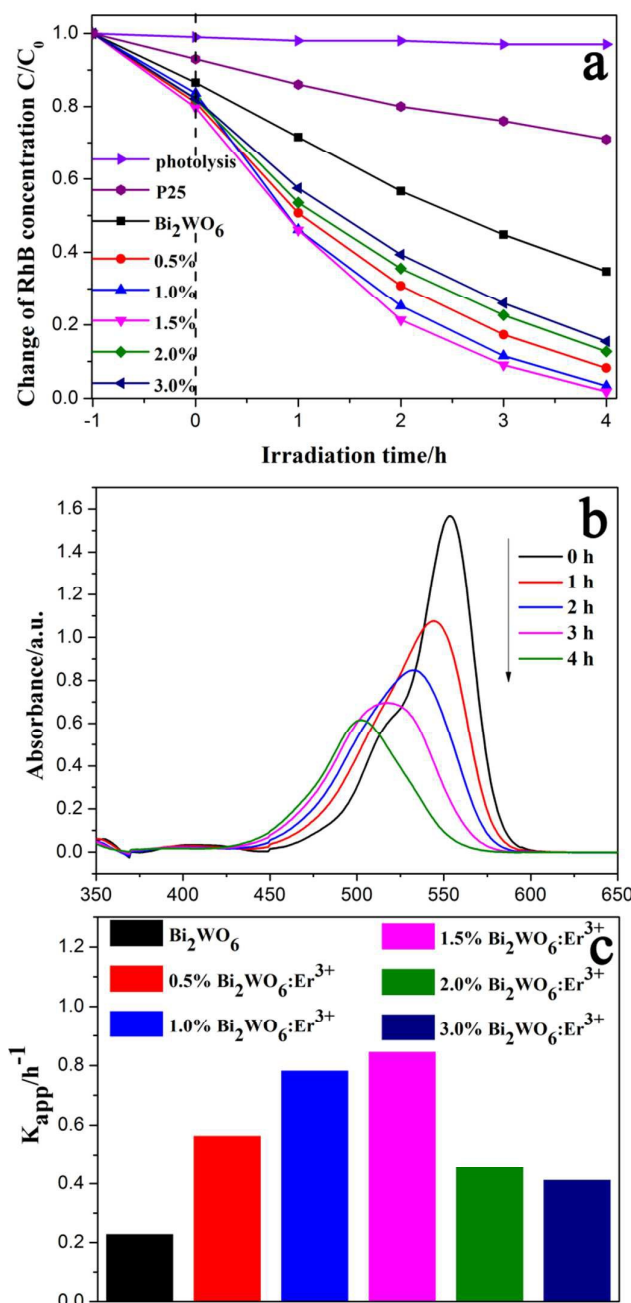 a
Change of RhB concentration C/C0
1.0
0.8
0.6
0.4
0.2
0.0
photolysis
P25
Bi2WO6
0.5%
1.0%
1.5%
2.0%
3.0%
-1 0 1 2 3 4
Irradiation time/h
b
Absorbance/a.u.
1.6
1.4
1.2
1.0
0.8
0.6
0.4
0.2
0.0
0 h
1 h
2 h
3 h
4 h
350 400 450 500 550 600 650
c
Kapp/h-1
1.2
1.0
0.8
0.6
0.4
0.2
0.0
Bi2WO6
0.5% Bi2WO6:Er3+
1.0% Bi2WO6:Er3+
1.5% Bi2WO6:Er3+
2.0% Bi2WO6:Er3+
3.0% Bi2WO6:Er3+